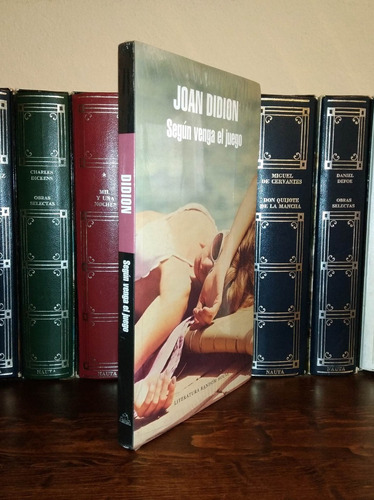 JOAN DIDION
Según venga el juego
DIDION
Según venga el juego
LITERATURA RANDOM
CHARLES
DICKENS
OBRAS
SELECTAS
NAUTA
MIL
Y UNA
NOCHES
NAUTA
MIGUEL
DE CERVANTES
DON QUIJOTE
DE LA MANCHA
NAUTA
DANIEL
DEFOE
OBRAS
SELECTAS
NAUTA